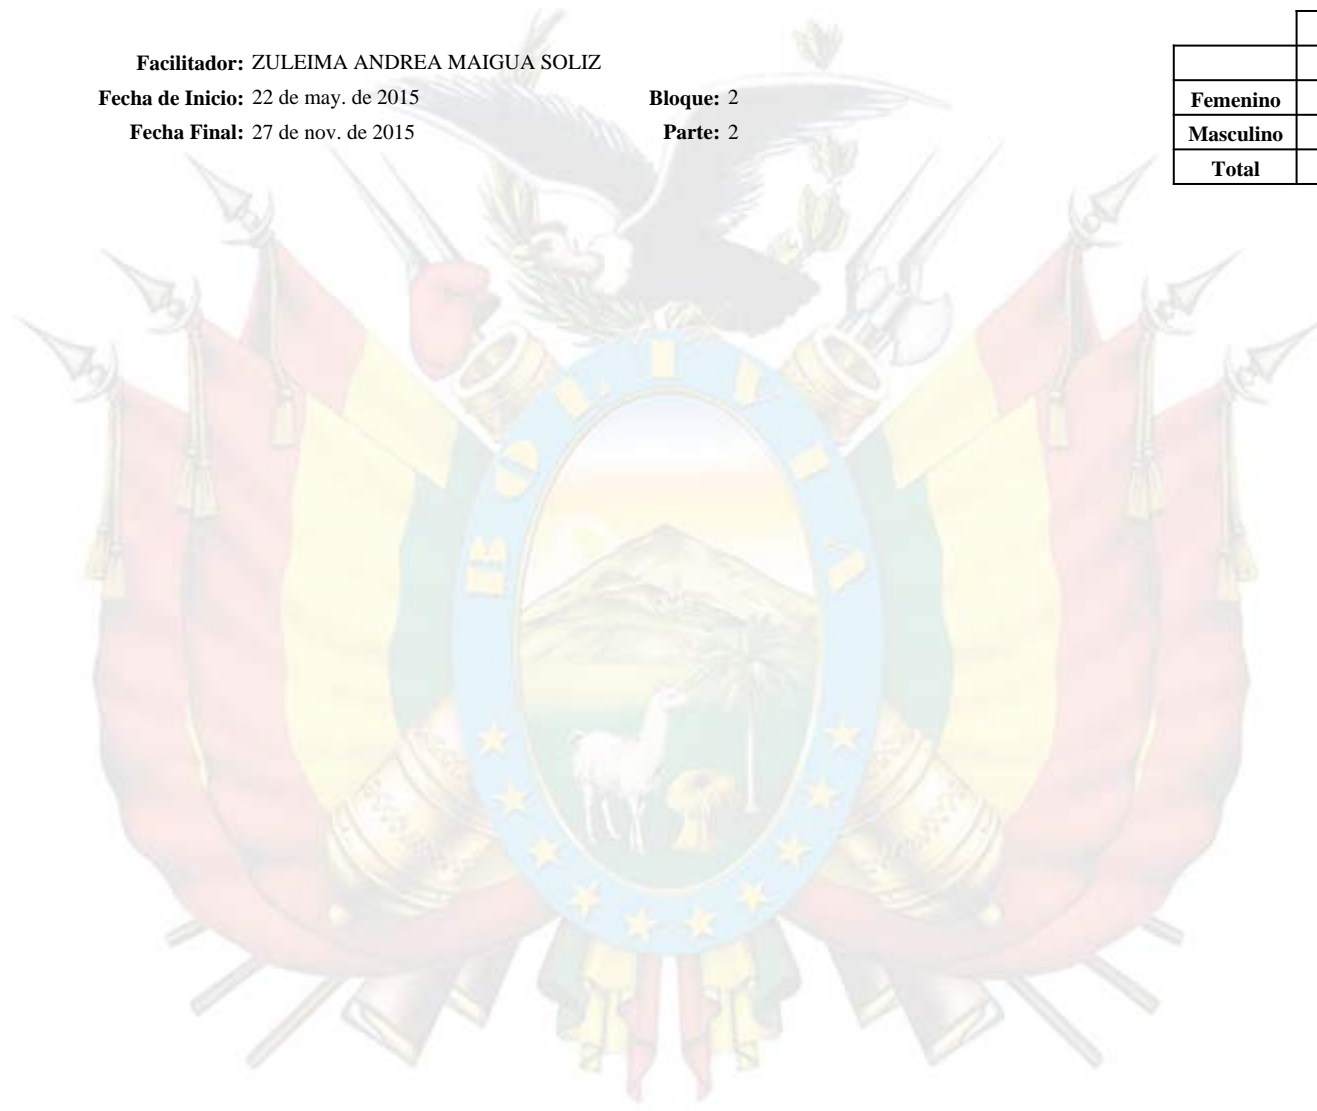 Facilitador: ZULEIMA ANDREA MAIGUA SOLIZ
Fecha de Inicio: 22 de may. de 2015 Bloque: 2
Fecha Final: 27 de nov. de 2015 Parte: 2
Femenino
Masculino
Total
BOLIVIA